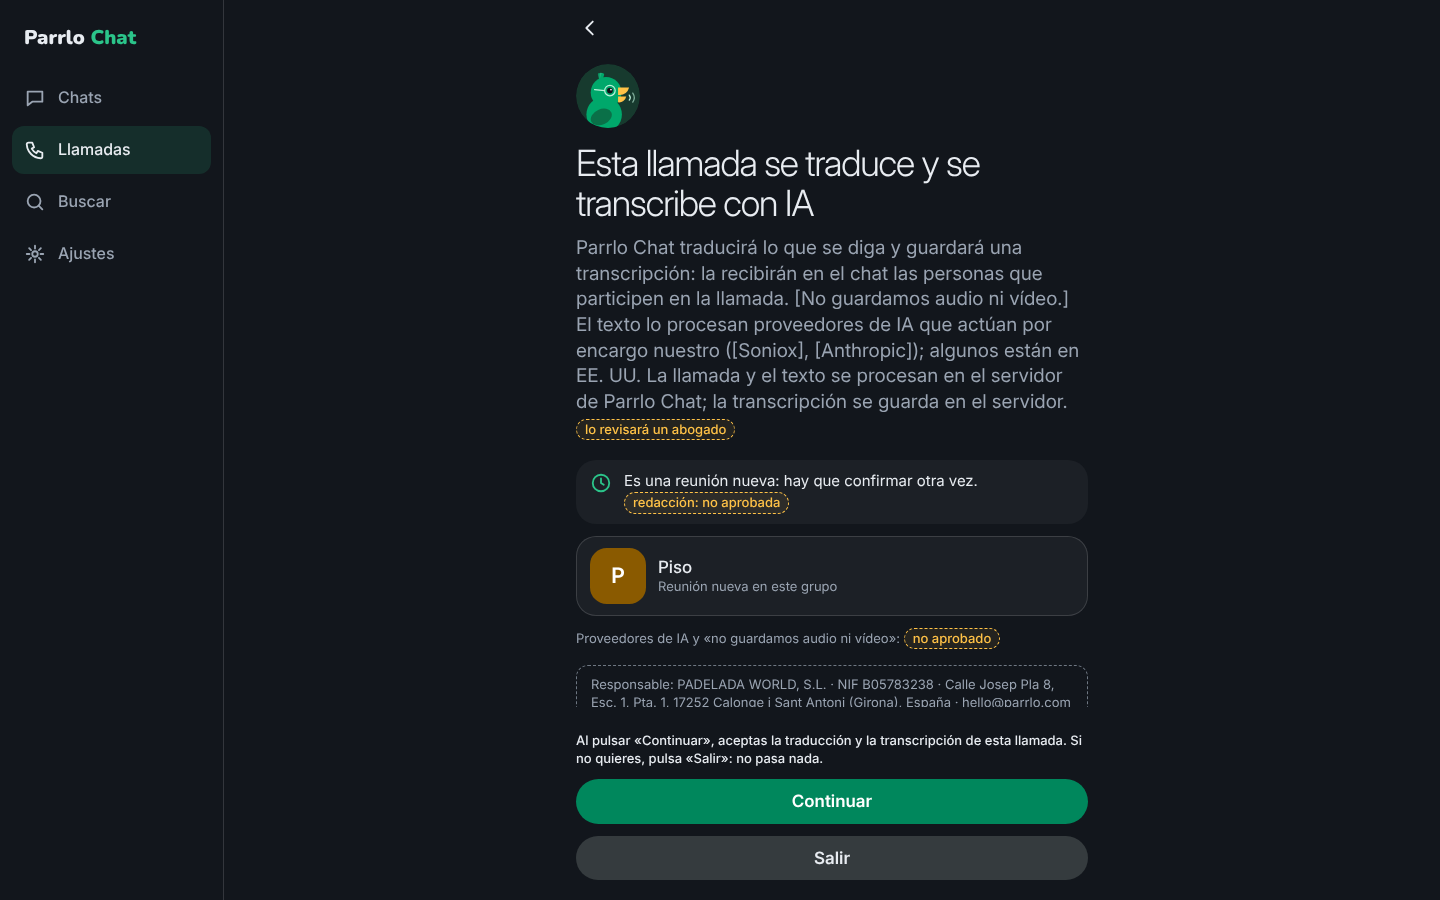 Parrlo Chat
Chats
Llamadas
Buscar
Ajustes
Esta llamada se traduce y se
transcribe con IA
Parrlo Chat traducirá lo que se diga y guardará una
transcripción: la recibirán en el chat las personas que
participen en la llamada. [No guardamos audio ni vídeo.]
El texto lo procesan proveedores de IA que actúan por
encargo nuestro ([Soniox], [Anthropic]); algunos están en
EE. UU. La llamada y el texto se procesan en el servidor
de Parrlo Chat; la transcripción se guarda en el servidor.
lo revisará un abogado
Es una reunión nueva: hay que confirmar otra vez.
redacción: no aprobada
P
Piso
Reunión nueva en este grupo
Proveedores de IA y «no guardamos audio ni vídeo»: no aprobado
Responsable: PADELADA WORLD, S.L. · NIF B05783238 · Calle Josep Pla 8,
Esc. 1, Pta. 1, 17252 Calonge i Sant Antoni (Girona), España · hello@parrlo.com
Al pulsar «Continuar», aceptas la traducción y la transcripción de esta llamada. Si
no quieres, pulsa «Salir»: no pasa nada.
Continuar
Salir